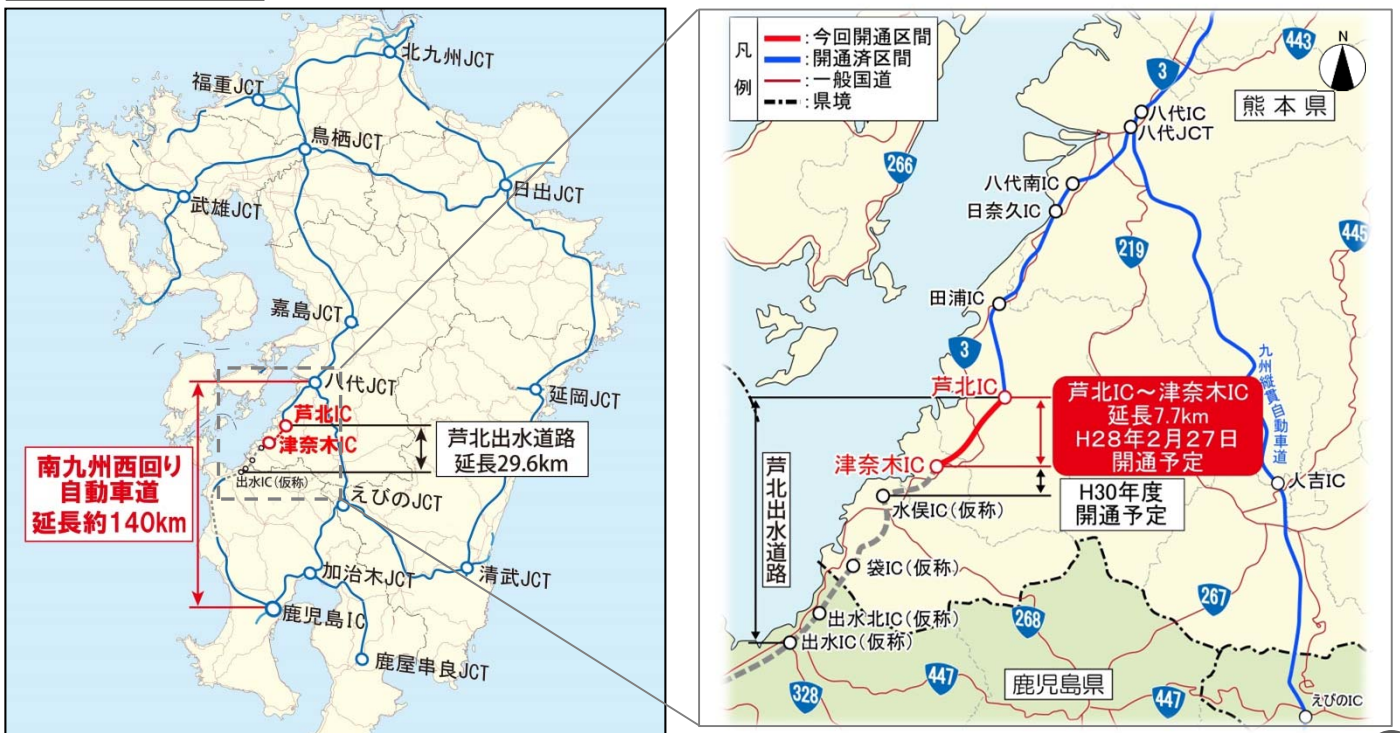 北九州JCT
福重JCT
鳥栖JCT
日出JCT
武雄JCT
嘉島JCT
八代JCT
延岡JCT
芦北IC
津奈木IC
芦北出水道路
延長29.6km
出水IC(仮称)
南九州西回り
自動車道
延長約140km
えびのJCT
加治木JCT
清武JCT
鹿児島IC
鹿屋串良JCT
凡例
:今回開通区間
:開通済区間
:一般国道
:県境
443
N
3
熊本県
八代IC
八代JCT
266
八代南IC
日奈久IC
445
219
田浦IC
3
九州縦貫自動車道
芦北IC
芦北IC~津奈木IC
延長7.7km
H28年2月27日
開通予定
津奈木IC
人吉IC
H30年度
開通予定
水俣IC(仮称)
芦北出水道路
袋IC(仮称)
267
出水北IC(仮称)
268
出水IC(仮称)
447
鹿児島県
328
447
えびのIC